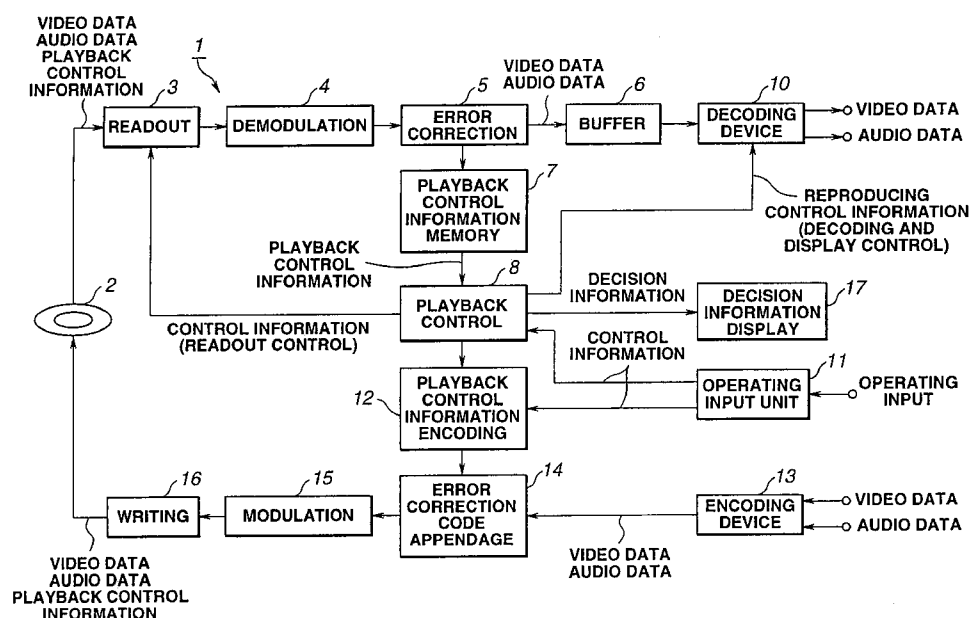 VIDEO DATA
AUDIO DATA
PLAYBACK
CONTROL
INFORMATION
1
3
READOUT
4
DEMODULATION
5
ERROR
CORRECTION
VIDEO DATA
AUDIO DATA
6
BUFFER
10
DECODING
DEVICE
VIDEO DATA
AUDIO DATA
7
PLAYBACK
CONTROL
INFORMATION
MEMORY
REPRODUCING
CONTROL INFORMATION
(DECODING AND
DISPLAY CONTROL)
PLAYBACK
CONTROL
INFORMATION
8
PLAYBACK
CONTROL
2
CONTROL INFORMATION
(READOUT CONTROL)
DECISION
INFORMATION
17
DECISION
INFORMATION
DISPLAY
CONTROL
INFORMATION
11
OPERATING
INPUT UNIT
OPERATING
INPUT
12
PLAYBACK
CONTROL
INFORMATION
ENCODING
16
WRITING
15
MODULATION
14
ERROR
CORRECTION
CODE
APPENDAGE
13
ENCODING
DEVICE
VIDEO DATA
AUDIO DATA
VIDEO DATA
AUDIO DATA
VIDEO DATA
AUDIO DATA
PLAYBACK CONTROL
INFORMATION